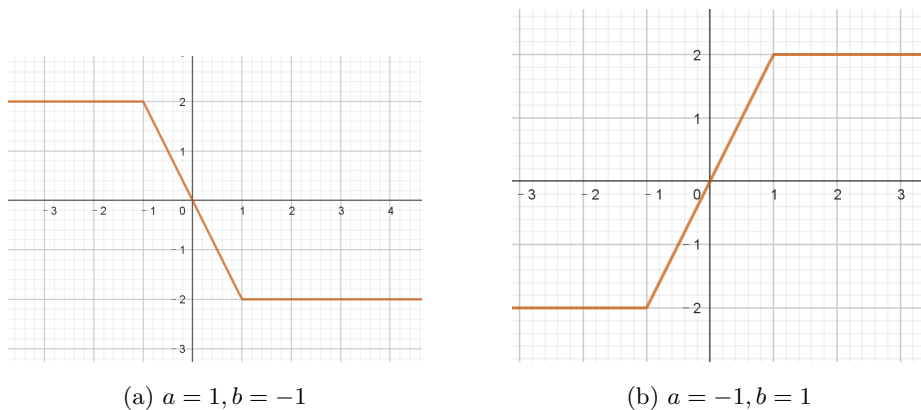 2
1
-3 -2 -1 0 1 2 3 4
-1
-2
-3
(a) a = 1, b = −1
2
1
-3 -2 -1 0 1 2 3
-1
-2
(b) a = −1, b = 1